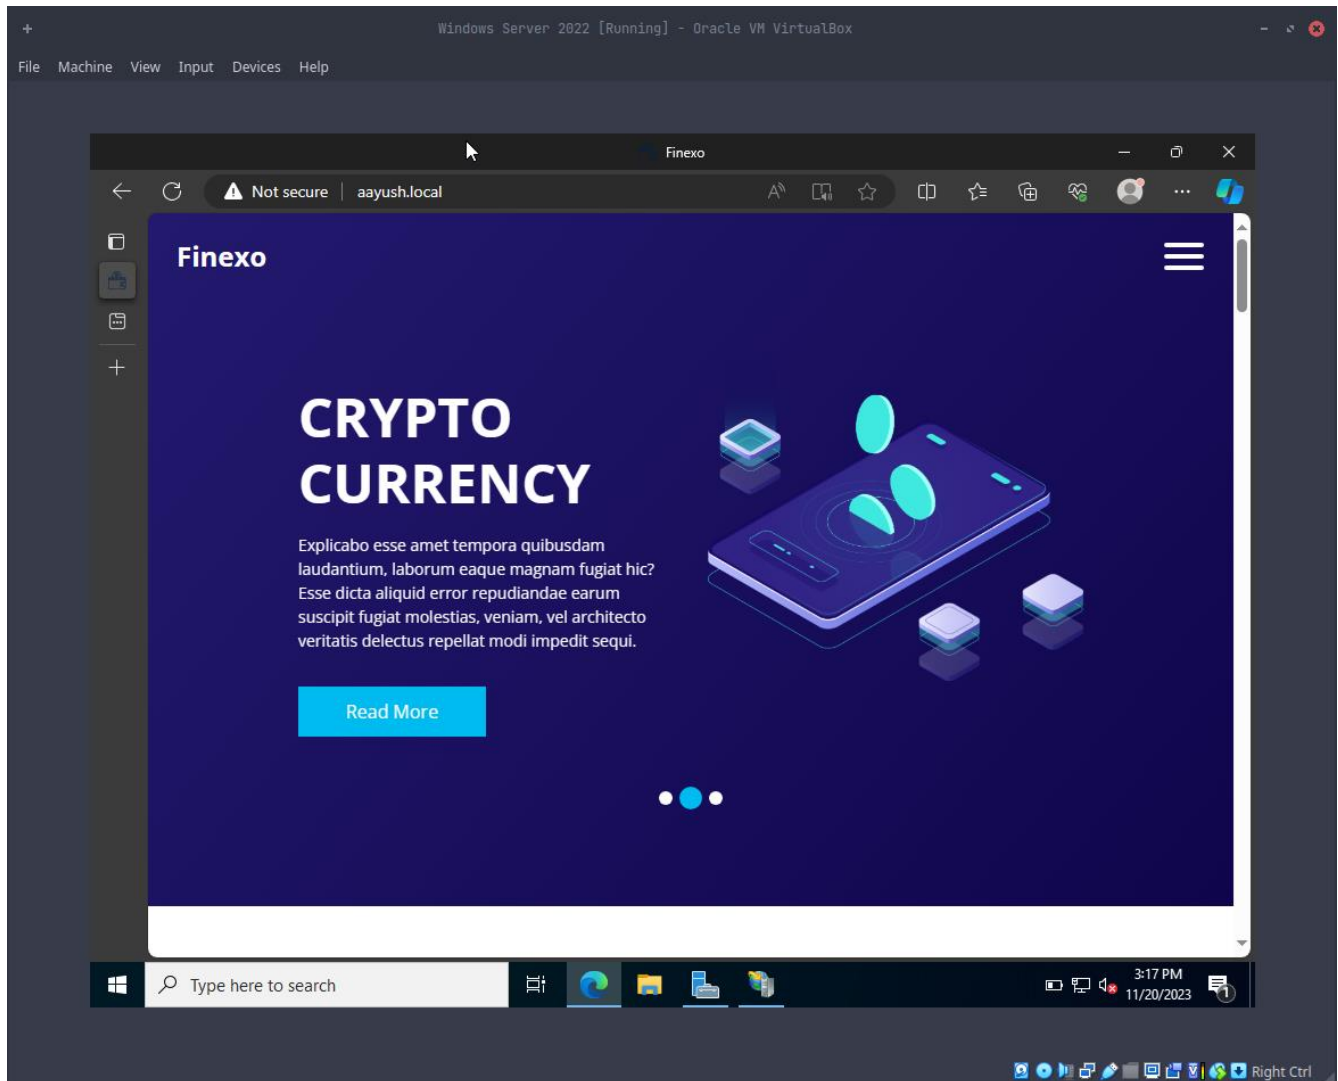 Windows Server 2022 [Running] - Oracle VM VirtualBox
File Machine View Input Devices Help
Finexo
Not secure | aayush.local
Finexo
CRYPTO
CURRENCY
Explicabo esse amet tempora quibusdam
laudantium, laborum eaque magnam fugiat hic?
Esse dicta aliquid error repudiandae earum
suscipit fugiat molestias, veniam, vel architecto
veritatis delectus repellat modi impedit sequi.
Read More
Type here to search
3:17 PM
11/20/2023
1
Right Ctrl